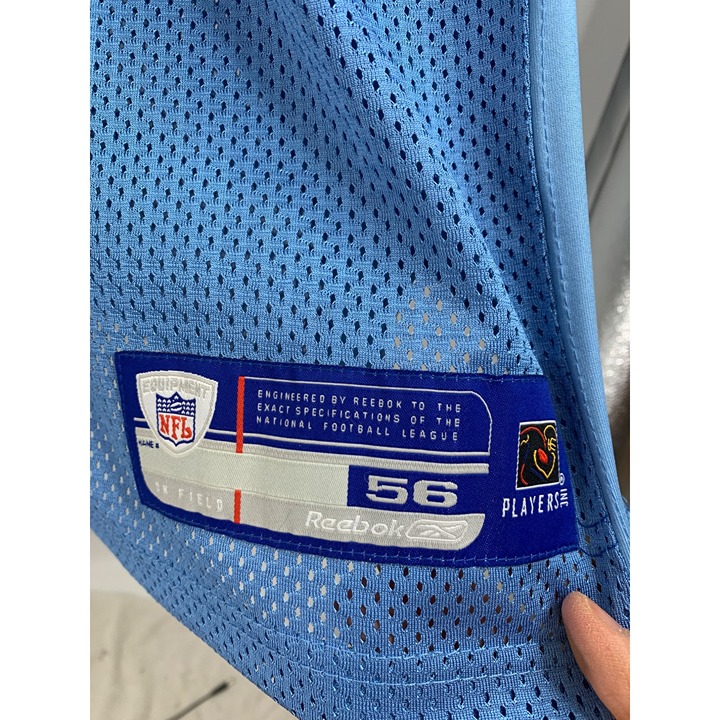 EQUIPMENT
NFL
ENGINEERED BY REEBOK TO THE
EXACT SPECIFICATIONS OF THE
NATIONAL FOOTBALL LEAGUE
NAME #
56
ON FIELD
Reebok
PLAYERS INC ®